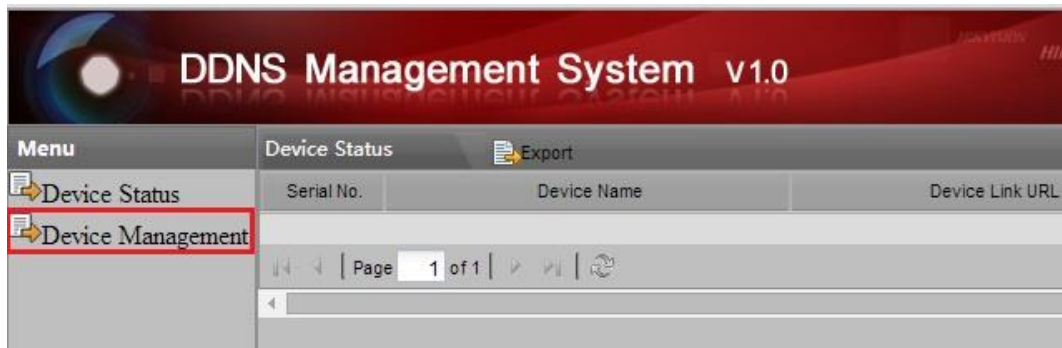 DDNS Management System V1.0
HIKVISION
Menu
Device Status
Export
Device Status
Serial No.
Device Name
Device Link URL
Device Management
Page 1 of 1